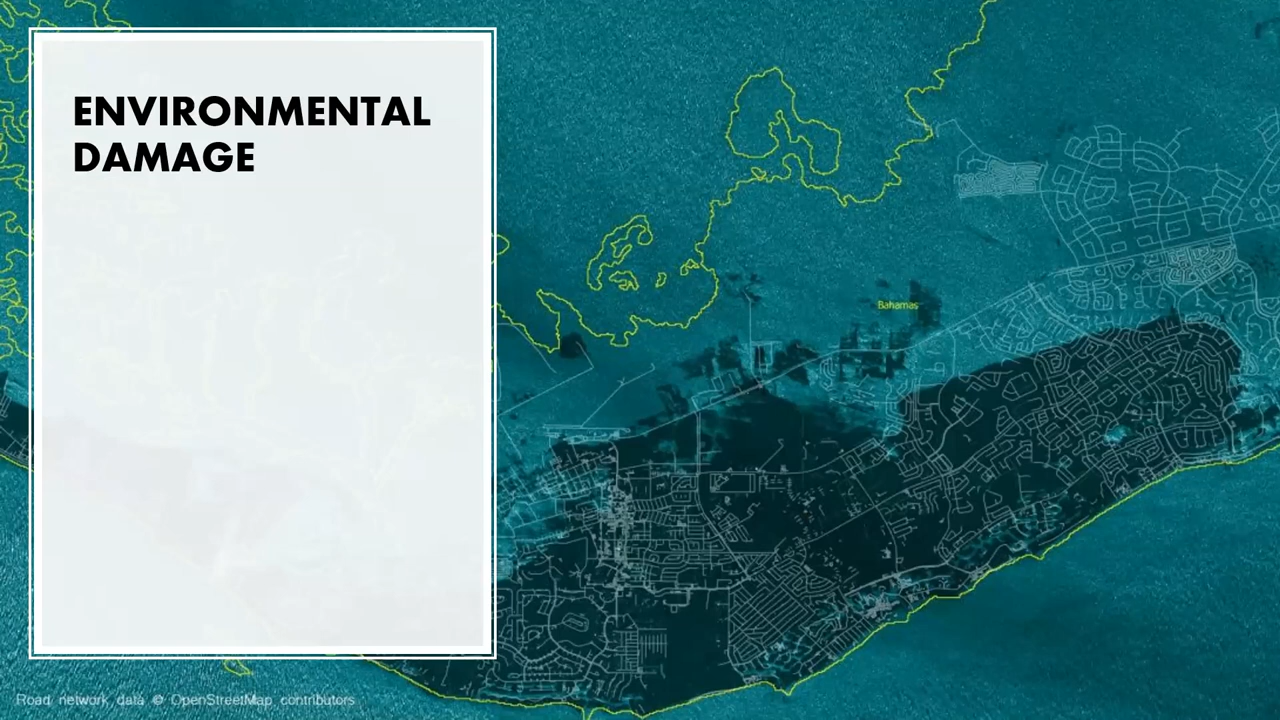 ENVIRONMENTAL
DAMAGE
Bahamas
Road network data © OpenStreetMap contributors